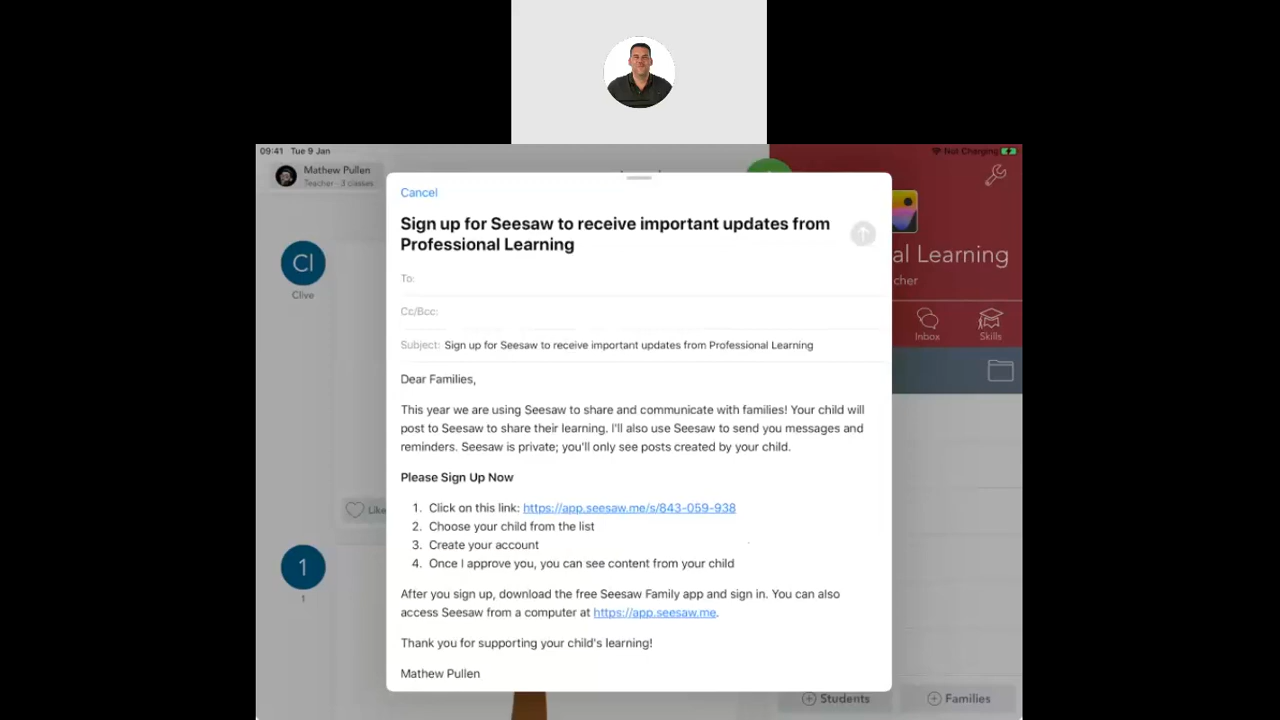 09:41 Tue 9 Jan
Not Charging
Mathew Pullen
Teacher - 3 classes
Cancel
Sign up for Seesaw to receive important updates from
Professional Learning
al Learning
cher
To:
Cl
Clive
Cc/Bcc:
Inbox
Skills
Subject: Sign up for Seesaw to receive important updates from Professional Learning
Dear Families,
This year we are using Seesaw to share and communicate with families! Your child will
post to Seesaw to share their learning. I'll also use Seesaw to send you messages and
reminders. Seesaw is private; you'll only see posts created by your child.
Please Sign Up Now
1. Click on this link: https://app.seesaw.me/s/843-059-938
Like
2. Choose your child from the list
3. Create your account
4. Once I approve you, you can see content from your child
1
1
After you sign up, download the free Seesaw Family app and sign in. You can also
access Seesaw from a computer at https://app.seesaw.me.
Thank you for supporting your child's learning!
Mathew Pullen
Students
Families